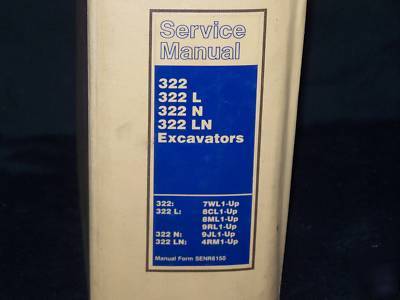 Service
Manual
322
322 L
322 N
322 LN
Excavators
322: 7WL1-Up
322 L: 8CL1-Up
8ML1-Up
9RL1-Up
322 N: 9JL1-Up
322 LN: 4RM1-Up
Manual Form SENR6150